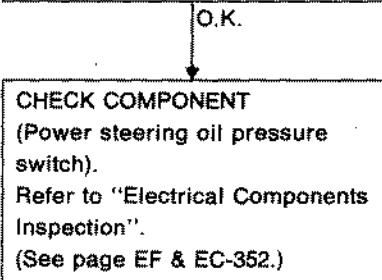 O.K.
CHECK COMPONENT
(Power steering oil pressure
switch).
Refer to "Electrical Components
Inspection".
(See page EF & EC-352.)